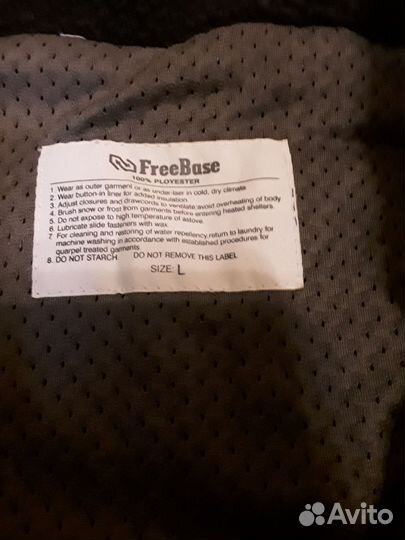 FreeBase
100% PLOYESTER
1 Wear as outer garment or as under-laer in cold, dry climate
2. Wear button-in liner for added insulation
3. Adjust closures and drawcords to ventilate;avoid overheating of body
4. Brush snow or frost from garments before entering heated shelters.
5. Do not expose to high temperature of astove
6. Lubricate slide fasteners with wax.
7. For cleaning and restoring of water repellency,return to laundry for
machine washing in accordance with established procedures for
quarpel treated garments
8. DO NOT STARCH DO NOT REMOVE THIS LABEL
SIZE: L
Avito